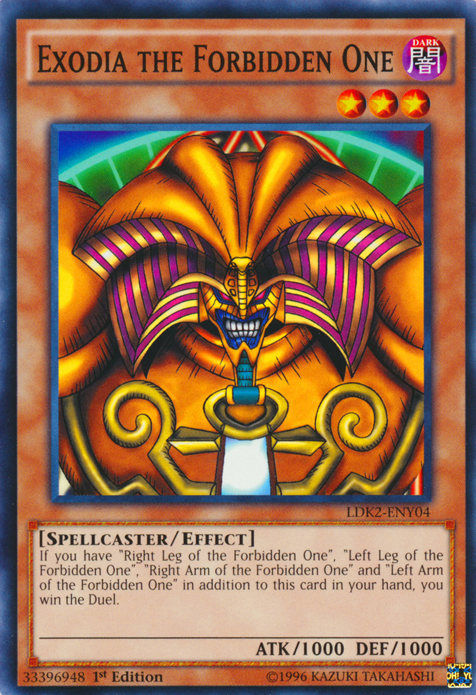 EXODIA THE FORBIDDEN ONE
DARK
闇
LDK2-ENY04
[SPELLCASTER/EFFECT]
If you have "Right Leg of the Forbidden One", "Left Leg of the
Forbidden One", "Right Arm of the Forbidden One" and "Left Arm
of the Forbidden One" in addition to this card in your hand, you
win the Duel.
ATK/1000 DEF/1000
33396948 1st Edition ©1996 KAZUKI TAKAHASHI